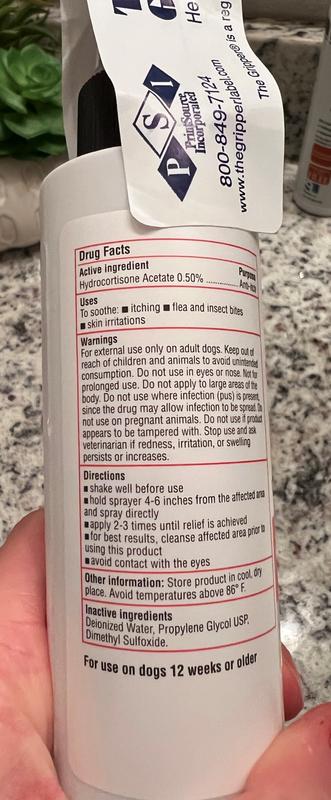 He
PSI
PrintSource
Incorporated
800-849-7124
www.thegripperlabel.com
The Gripper® is a reg
Drug Facts
Active ingredient Purpose
Hydrocortisone Acetate 0.50% .............. Anti-itch
Uses
To soothe: ■ itching ■ flea and insect bites
■ skin irritations
Warnings
For external use only on adult dogs. Keep out of
reach of children and animals to avoid unintended
consumption. Do not use in eyes or nose. Not for
prolonged use. Do not apply to large areas of the
body. Do not use where infection (pus) is present,
since the drug may allow infection to be spread. Do
not use on pregnant animals. Do not use if product
appears to be tampered with. Stop use and ask
veterinarian if redness, irritation, or swelling
persists or increases.
Directions
■ shake well before use
■ hold sprayer 4-6 inches from the affected area
and spray directly
■ apply 2-3 times until relief is achieved
■ for best results, cleanse affected area prior to
using this product
■ avoid contact with the eyes
Other information: Store product in cool, dry
place. Avoid temperatures above 86° F.
Inactive ingredients
Deionized Water, Propylene Glycol USP,
Dimethyl Sulfoxide.
For use on dogs 12 weeks or older